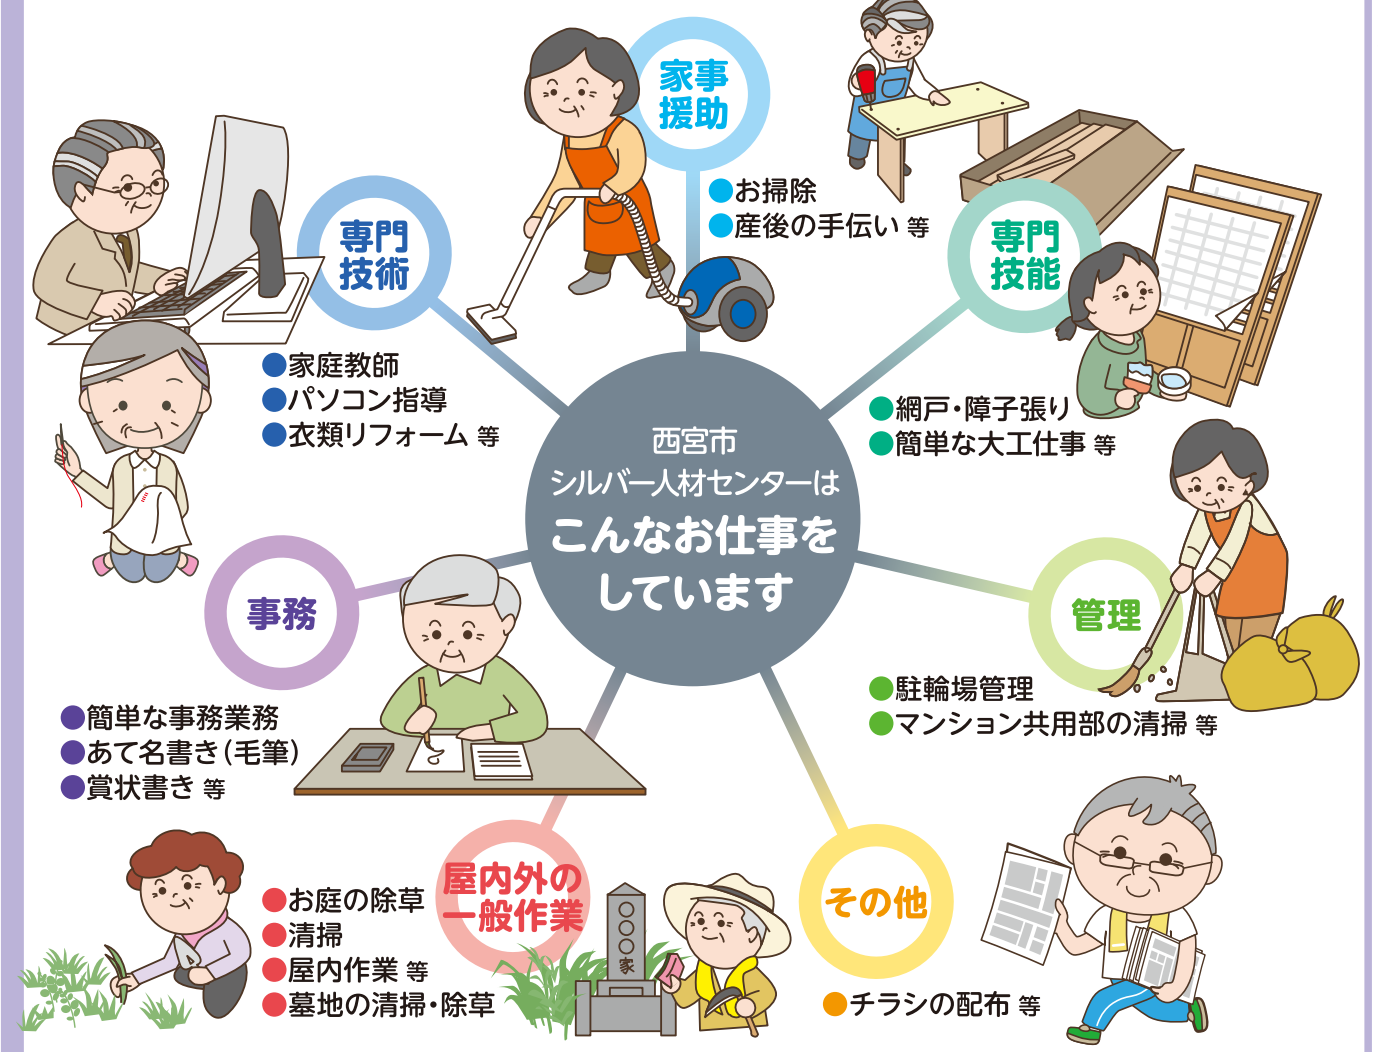 西宮市
シルバー人材センターは
こんなお仕事を
しています
家事
援助
●お掃除
●産後の手伝い 等
専門
技能
●網戸・障子張り
●簡単な大工仕事 等
管理
●駐輪場管理
●マンション共用部の清掃 等
その他
●チラシの配布 等
屋内外の
一般作業
●お庭の除草
●清掃
●屋内作業 等
●墓地の清掃・除草
〇〇〇家
事務
●簡単な事務業務
●あて名書き(毛筆)
●賞状書き 等
専門
技術
●家庭教師
●パソコン指導
●衣類リフォーム 等